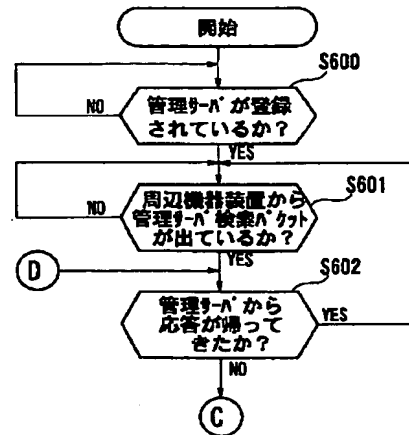 開始
S600
管理サーバが登録
されているか？
NO
YES
S601
周辺機器装置から
管理サーバ検索パケット
が出ているか？
NO
YES
D
S602
管理サーバから
応答が帰って
きたか？
YES
NO
C